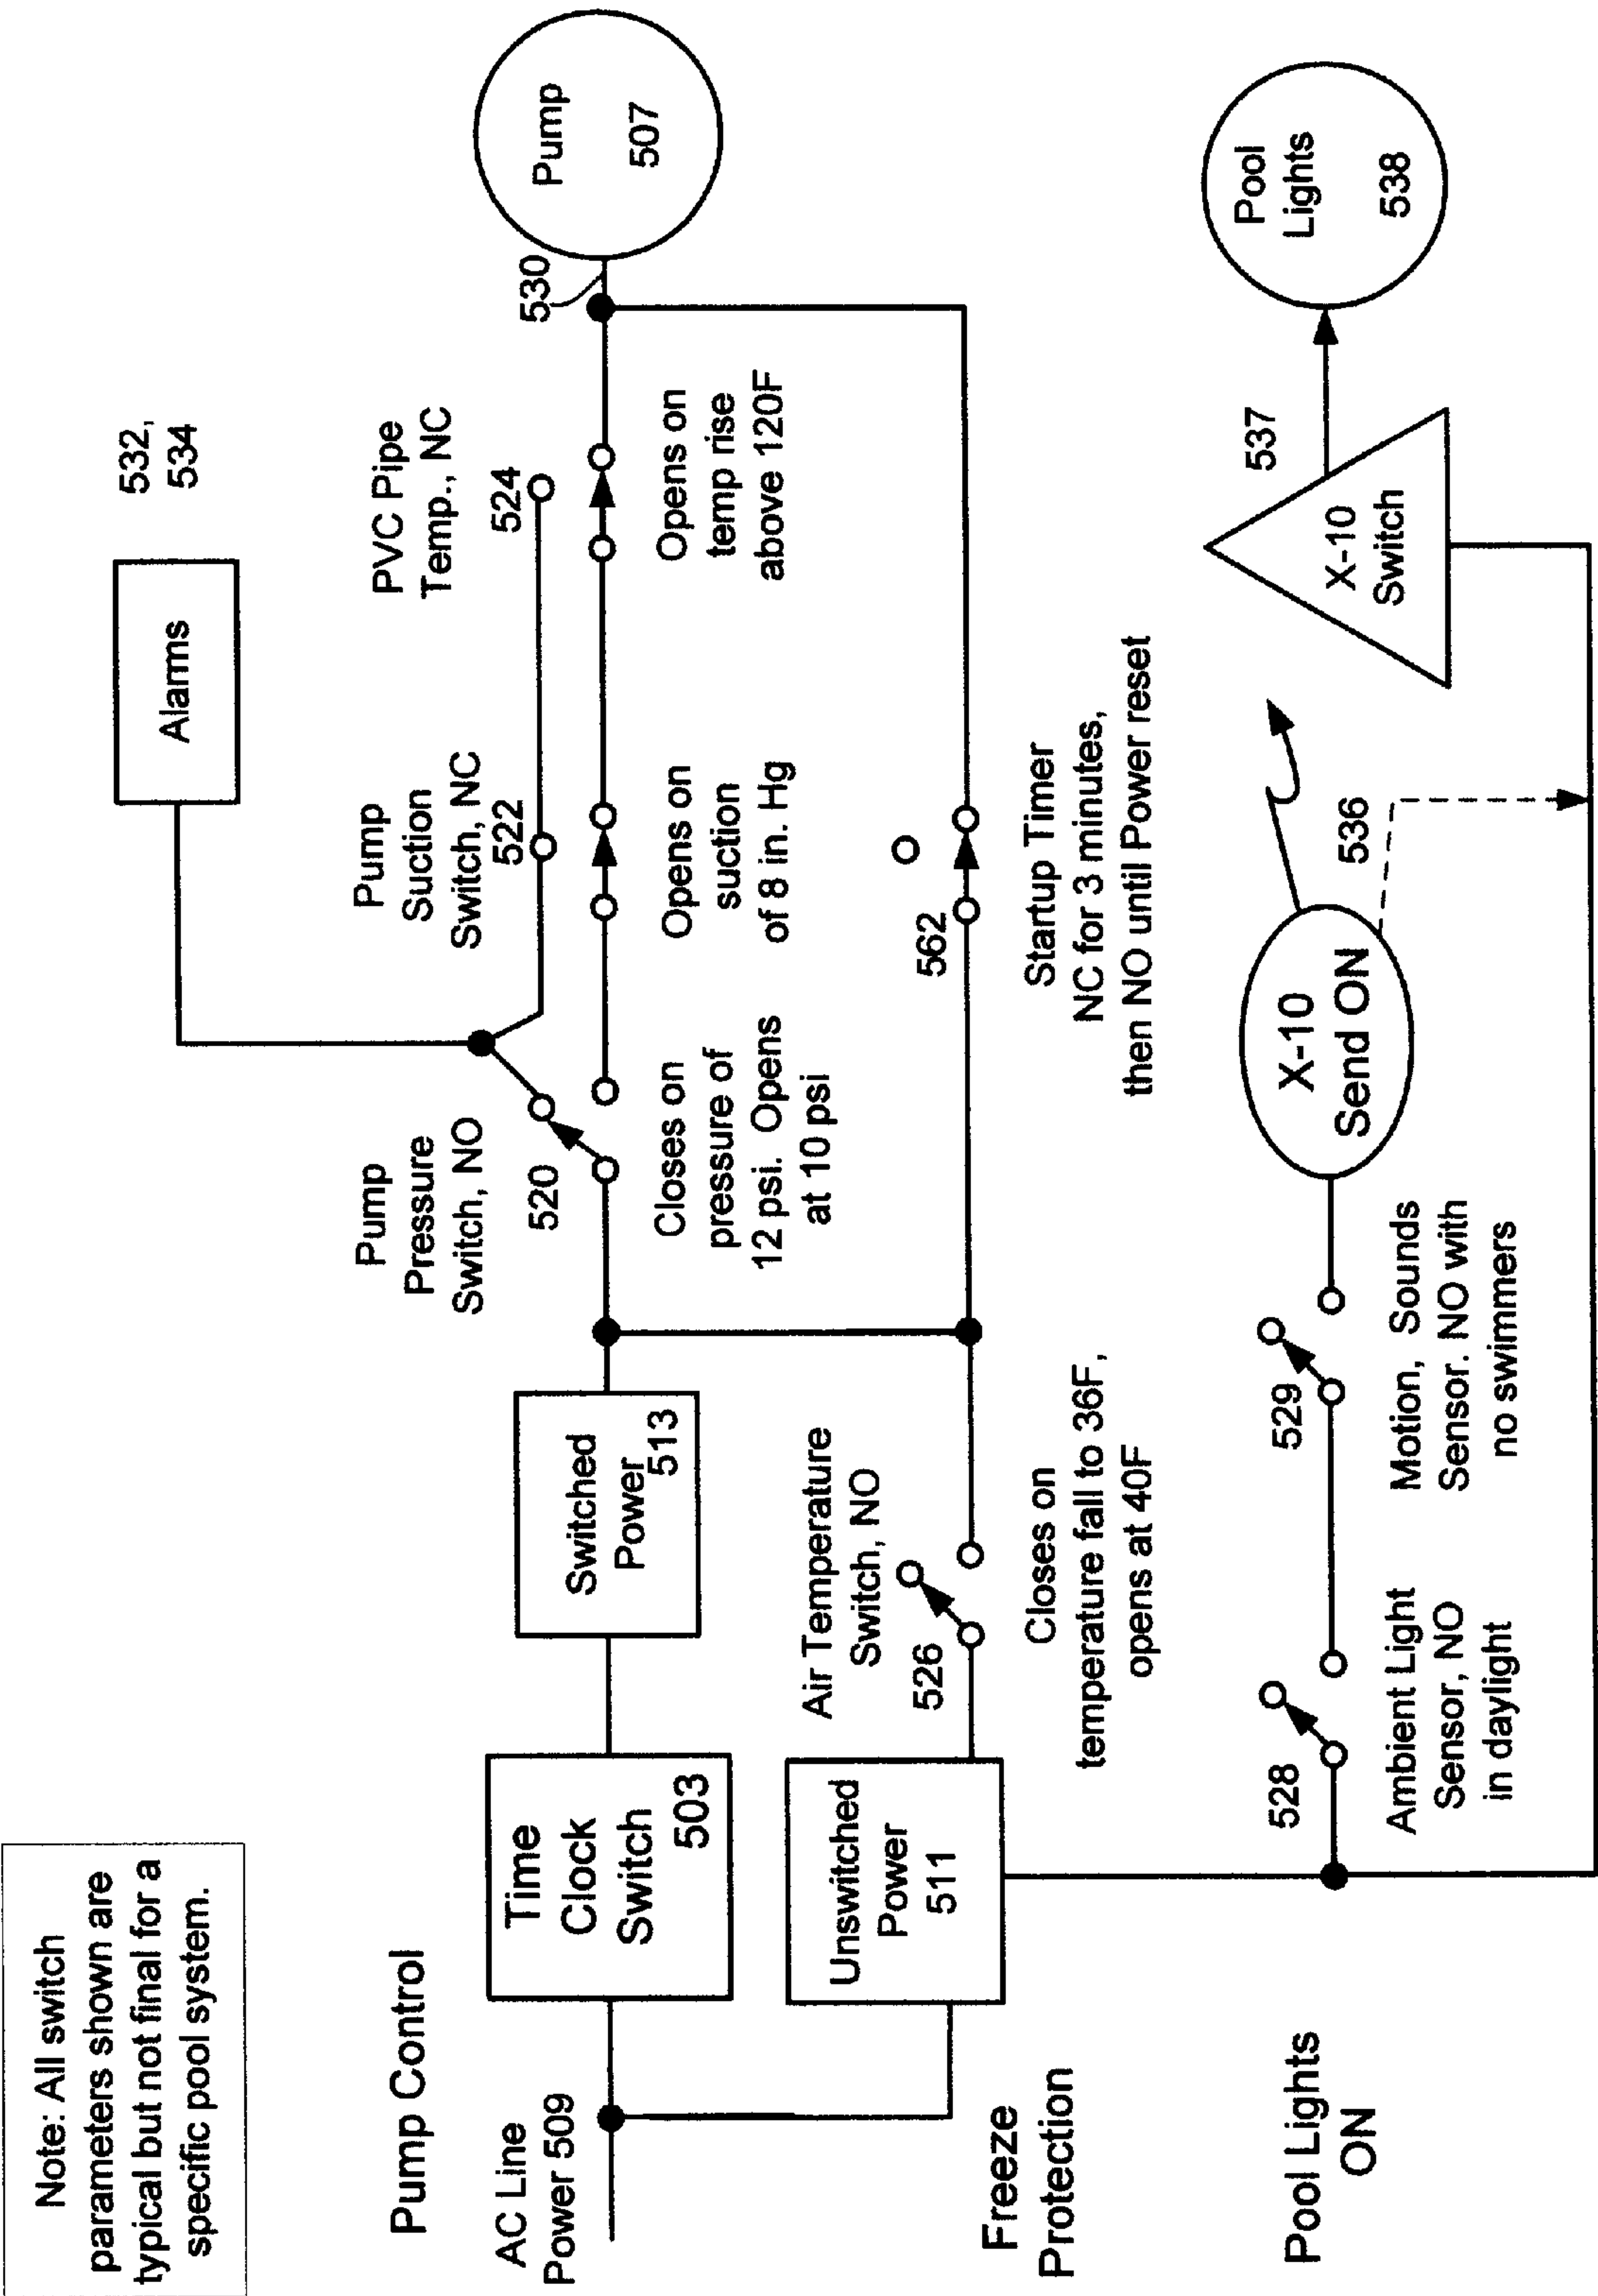 Note: All switch
parameters shown are
typical but not final for a
specific pool system.
532,
534
Alarms
Pump Control
Pump
Pressure
Switch, NO
Pump
Suction
Switch, NC
PVC Pipe
Temp., NC
520
522
524
530
AC Line
Power 509
Time
Clock
Switch
503
Switched
Power
513
Closes on
pressure of
12 psi. Opens
at 10 psi
Opens on
suction
of 8 in. Hg
Opens on
temp rise
above 120F
Pump
507
Unswitched
Power
511
Air Temperature
Switch, NO
526
562
Freeze
Protection
Closes on
temperature fall to 36F,
opens at 40F
Startup Timer
NC for 3 minutes,
then NO until Power reset
Pool Lights
ON
528
529
Ambient Light
Sensor, NO
in daylight
Motion, Sounds
Sensor. NO with
no swimmers
X-10
Send ON
536
X-10
Switch
537
Pool
Lights
538